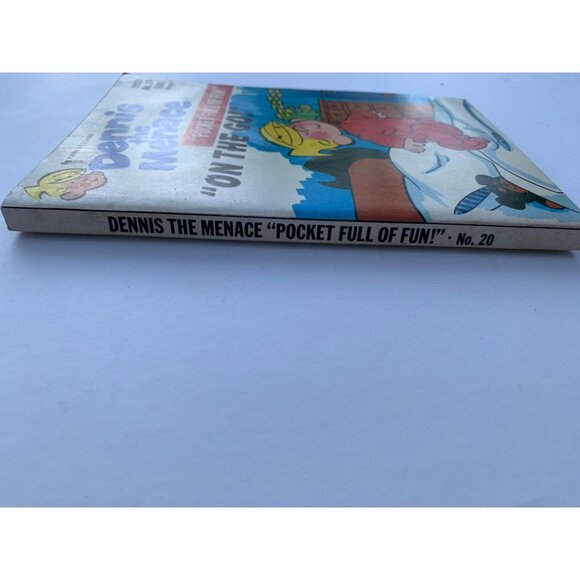 Dennis
the
Menace
"ON THE GO!"
DENNIS THE MENACE "POCKET FULL OF FUN!" · No. 20